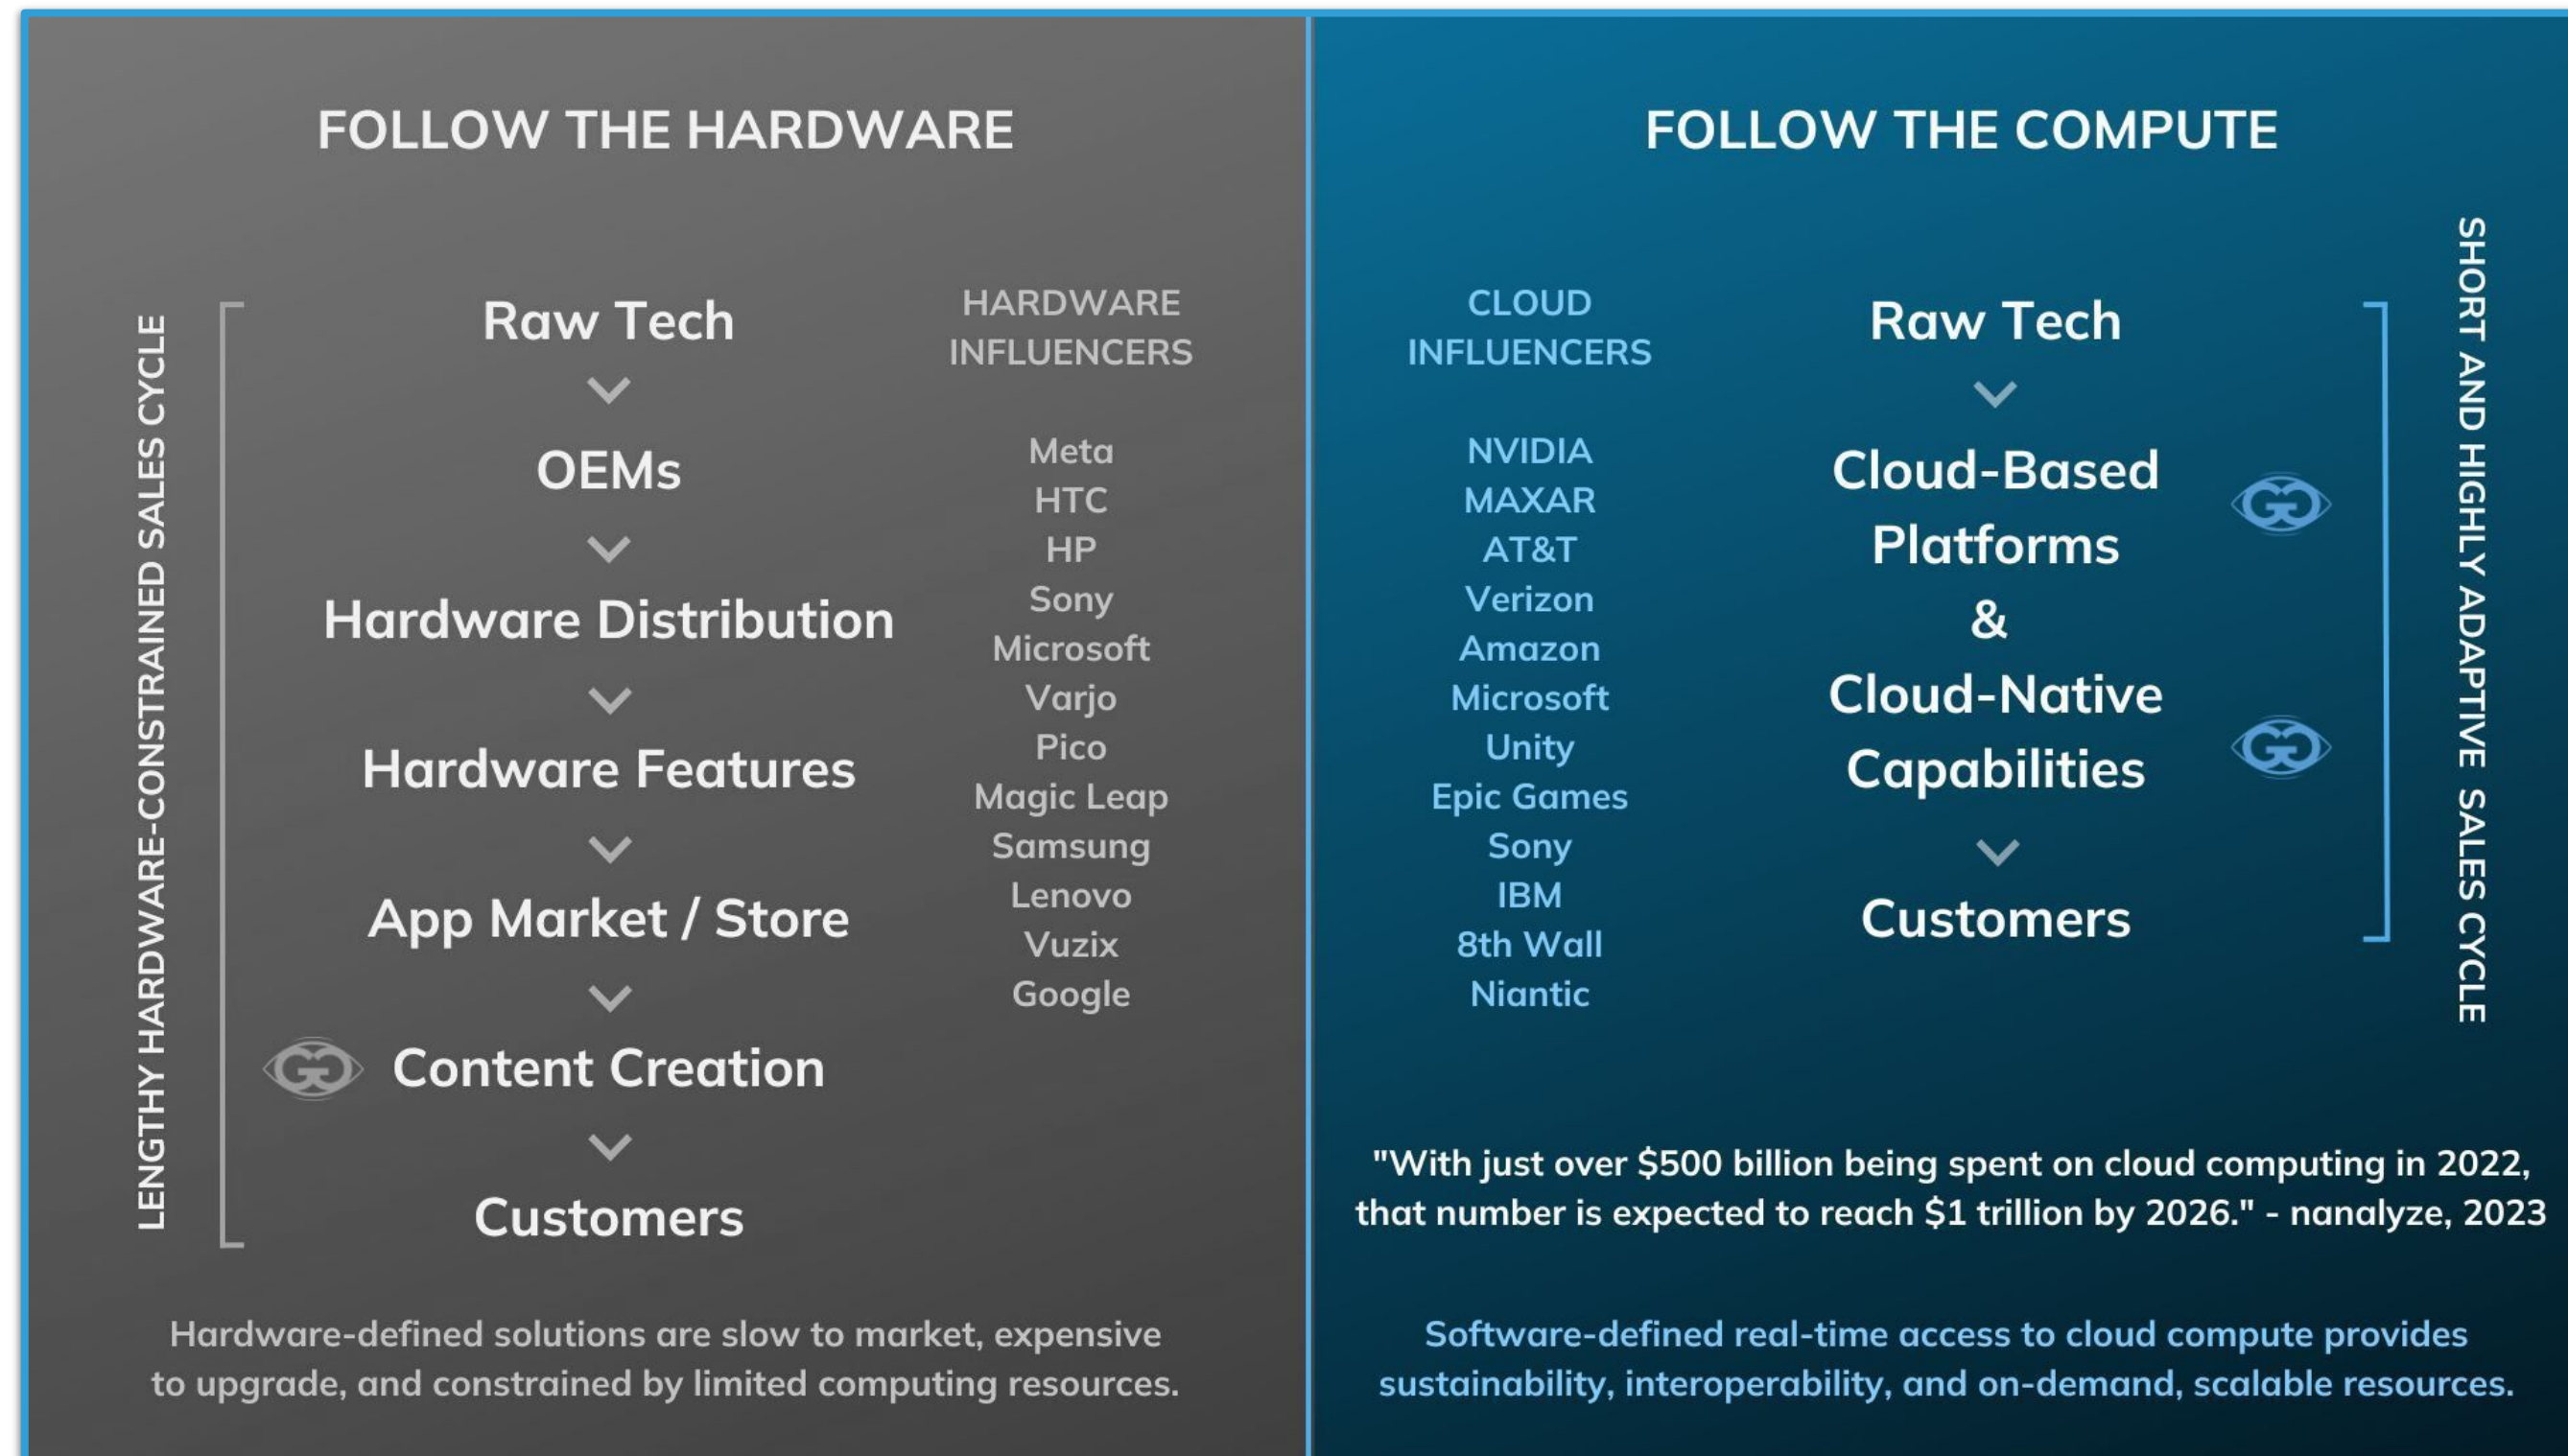 FOLLOW THE HARDWARE
LENGTHY HARDWARE-CONSTRAINED SALES CYCLE
Raw Tech
OEMs
Hardware Distribution
Hardware Features
App Market / Store
Content Creation
Customers
HARDWARE
INFLUENCERS
Meta
HTC
HP
Sony
Microsoft
Varjo
Pico
Magic Leap
Samsung
Lenovo
Vuzix
Google
Hardware-defined solutions are slow to market, expensive
to upgrade, and constrained by limited computing resources.
FOLLOW THE COMPUTE
CLOUD
INFLUENCERS
NVIDIA
MAXAR
AT&T
Verizon
Amazon
Microsoft
Unity
Epic Games
Sony
IBM
8th Wall
Niantic
Raw Tech
Cloud-Based
Platforms
&
Cloud-Native
Capabilities
Customers
SHORT AND HIGHLY ADAPTIVE SALES CYCLE
"With just over $500 billion being spent on cloud computing in 2022,
that number is expected to reach $1 trillion by 2026." - nanalyze, 2023
Software-defined real-time access to cloud compute provides
sustainability, interoperability, and on-demand, scalable resources.